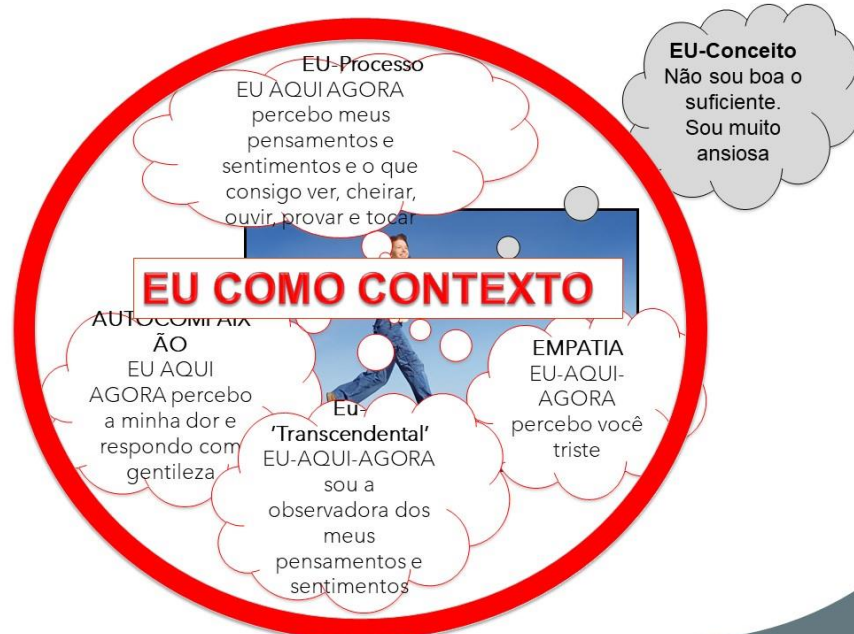 EU-Processo
EU AQUI AGORA
percebo meus
pensamentos e
sentimentos e o que
consigo ver, cheirar,
ouvir, provar e tocar
EU-Conceito
Não sou boa o
suficiente.
Sou muito
ansiosa
EU COMO CONTEXTO
AUTOCOMPAIX
ÃO
EU AQUI
AGORA percebo
a minha dor e
respondo com
gentileza
Eu-
'Transcendental'
EU-AQUI-AGORA
sou a
observadora dos
meus
pensamentos e
sentimentos
EMPATIA
EU-AQUI-
AGORA
percebo você
triste